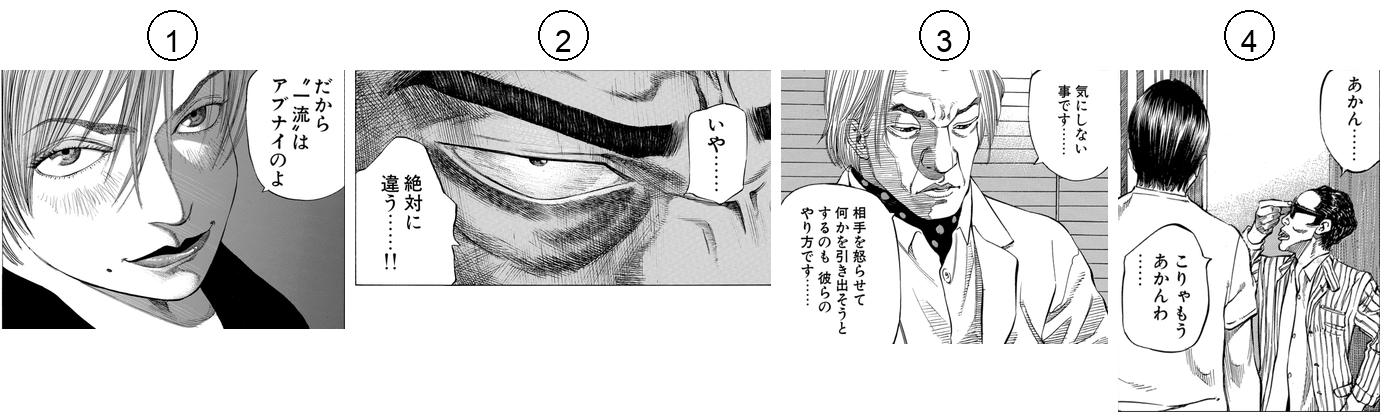 1
だから
〝一流〟は
アブナイのよ
2
いや……
絶対に
違う……!!
3
気にしない
事です……
相手を怒らせて
何かを引き出そうと
するのも 彼らの
やり方です……
4
あかん……
こりゃもう
あかんわ
……